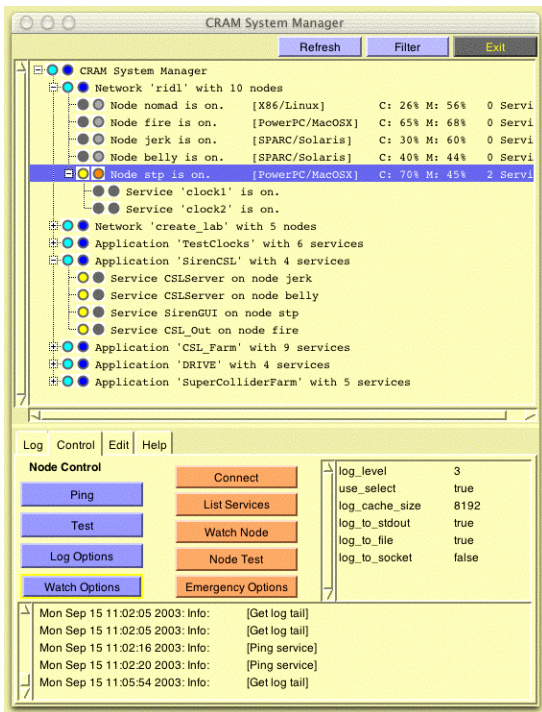 CRAM System Manager
Refresh Filter Exit
CRAM System Manager
Network 'ridl' with 10 nodes
Node nomad is on. [X86/Linux] C: 26% M: 56% 0 Servi
Node fire is on. [PowerPC/MacOSX] C: 65% M: 68% 0 Servi
Node jerk is on. [SPARC/Solaris] C: 30% M: 60% 0 Servi
Node belly is on. [SPARC/Solaris] C: 40% M: 44% 0 Servi
Node stp is on. [PowerPC/MacOSX] C: 70% M: 45% 2 Servi
Service 'clock1' is on.
Service 'clock2' is on.
Network 'create_lab' with 5 nodes
Application 'TestClocks' with 6 services
Application 'SirenCSL' with 4 services
Service CSLServer on node jerk
Service CSLServer on node belly
Service SirenGUI on node stp
Service CSL_Out on node fire
Application 'CSL_Farm' with 9 services
Application 'DRIVE' with 4 services
Application 'SuperColliderFarm' with 5 services
Log Control Edit Help
Node Control
Ping
Test
Log Options
Watch Options
Connect
List Services
Watch Node
Node Test
Emergency Options
log_level 3
use_select true
log_cache_size 8192
log_to_stdout true
log_to_file true
log_to_socket false
Mon Sep 15 11:02:05 2003: Info: [Get log tail]
Mon Sep 15 11:02:05 2003: Info: [Get log tail]
Mon Sep 15 11:02:16 2003: Info: [Ping service]
Mon Sep 15 11:02:20 2003: Info: [Ping service]
Mon Sep 15 11:05:54 2003: Info: [Get log tail]